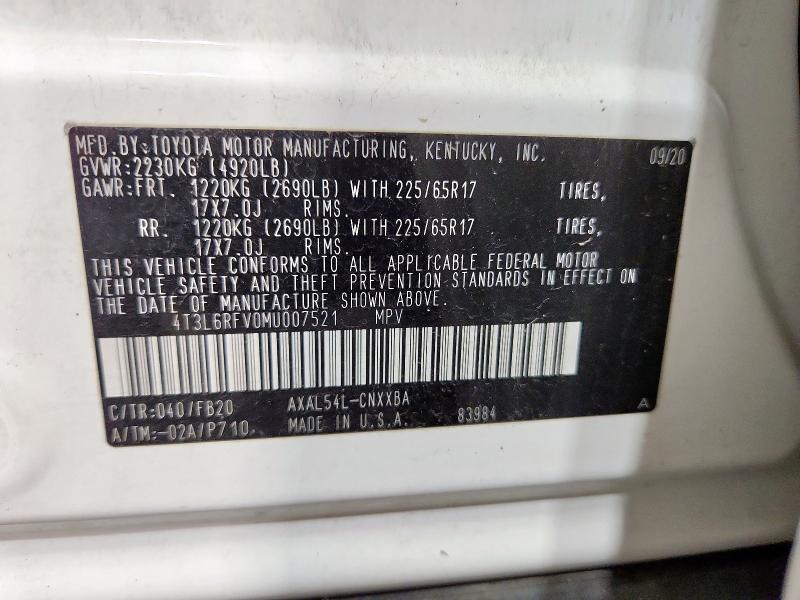 MFD.BY:TOYOTA MOTOR MANUFACTURING, KENTUCKY, INC. 09/20
GVWR:2230KG (4920LB)
GAWR:FRT. 1220KG (2690LB) WITH 225/65R17 TIRES,
17X7.0J RIMS.
RR. 1220KG (2690LB) WITH 225/65R17 TIRES,
17X7.0J RIMS.
THIS VEHICLE CONFORMS TO ALL APPLICABLE FEDERAL MOTOR
VEHICLE SAFETY AND THEFT PREVENTION STANDARDS IN EFFECT ON
THE DATE OF MANUFACTURE SHOWN ABOVE.
4T3L6RFV0MU007521 MPV
C/TR:040/FB20 AXAL54L-CNXXBA A
A/TM:-02A/P710 MADE IN U.S.A. 83984